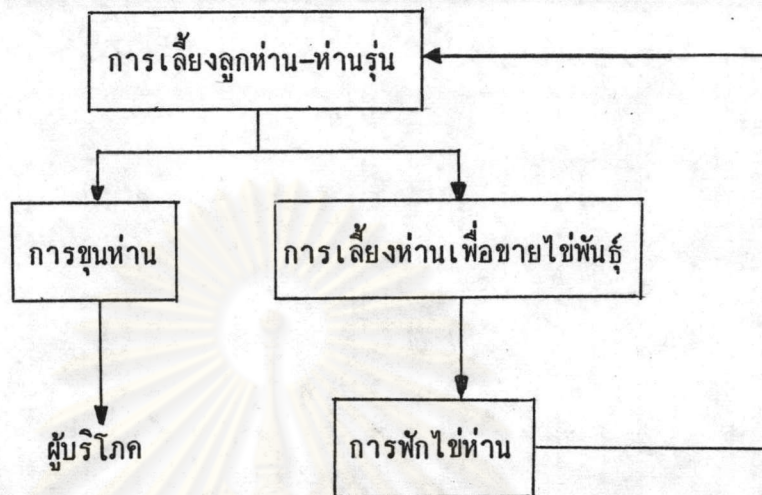 การเลี้ยงลูกห่าน-ห่านรุ่น
การขุนห่าน
การเลี้ยงห่านเพื่อขายไข่พันธุ์
ผู้บริโภค
การฟักไข่ห่าน